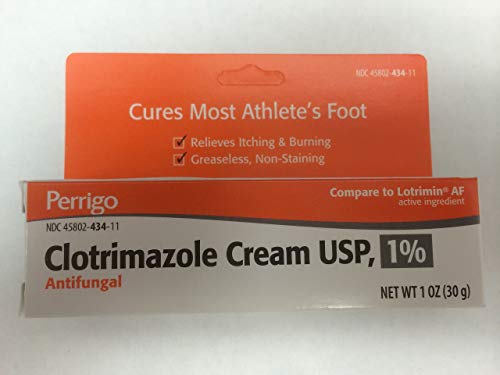 NDC 45802-434-11
Cures Most Athlete's Foot
Relieves Itching & Burning
Greaseless, Non-Staining
Perrigo
Compare to Lotrimin® AF
active ingredient
NDC 45802-434-11
Clotrimazole Cream USP, 1%
Antifungal
NET WT 1 OZ (30 g)